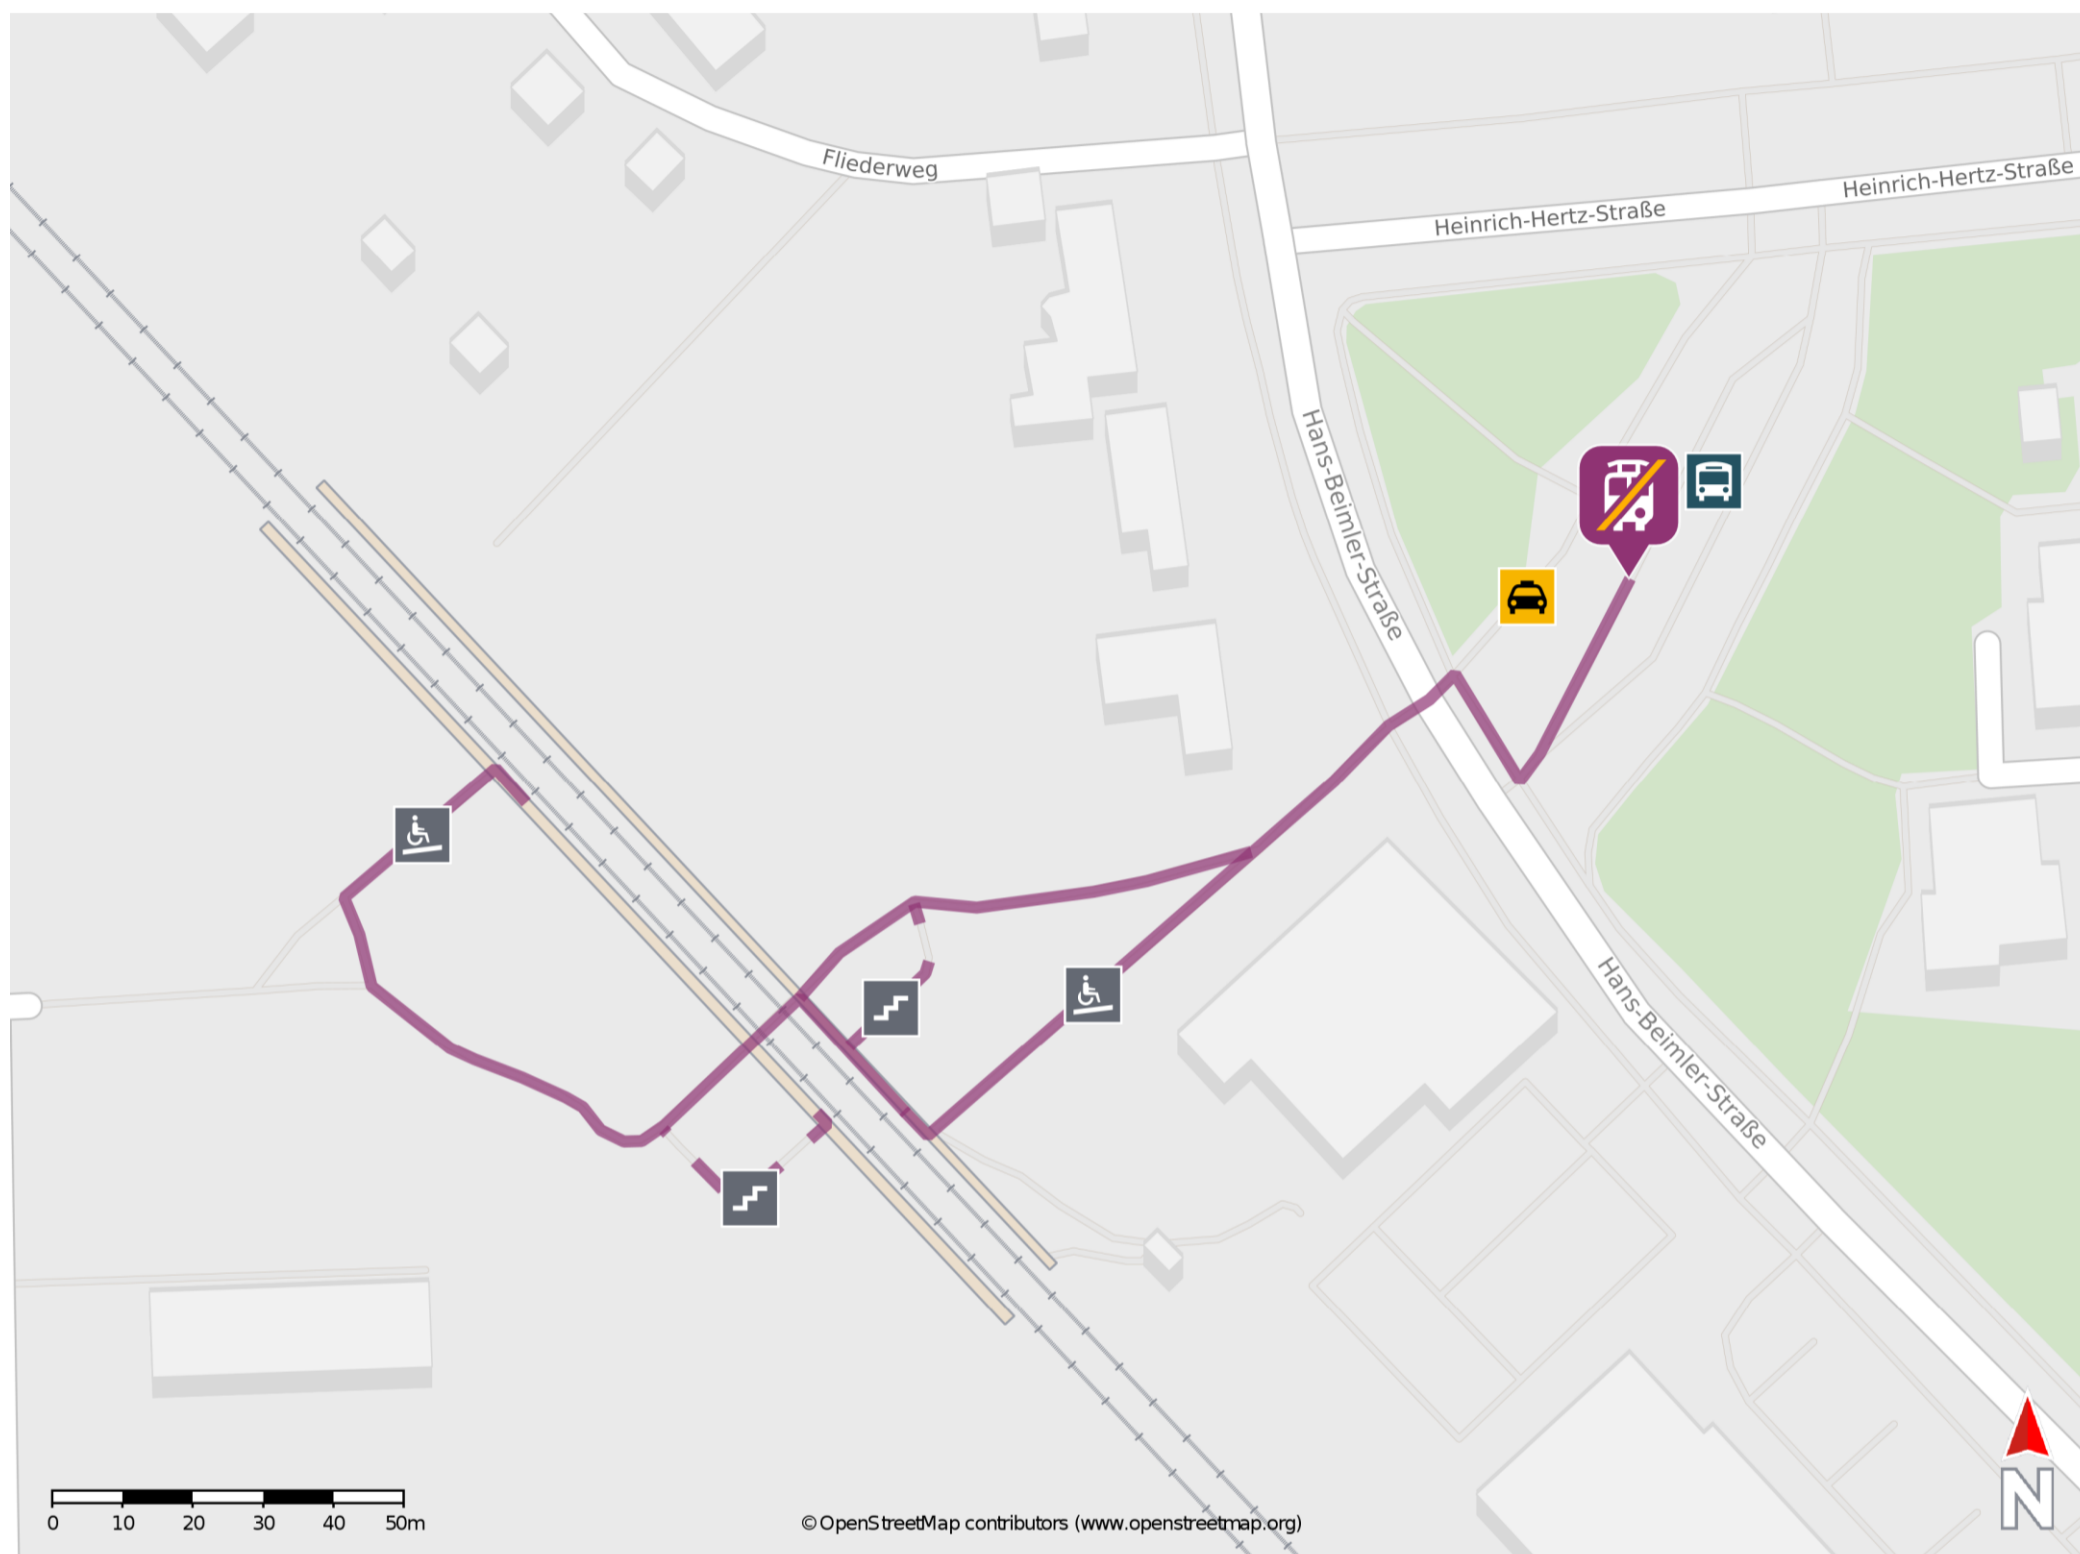 Fliederweg
Heinrich-Hertz-Straße
Heinrich-Hertz-Straße
Hans-Beimler-Straße
Hans-Beimler-Straße
0 10 20 30 40 50m
©OpenStreetMap contributors (www.openstreetmap.org)
N